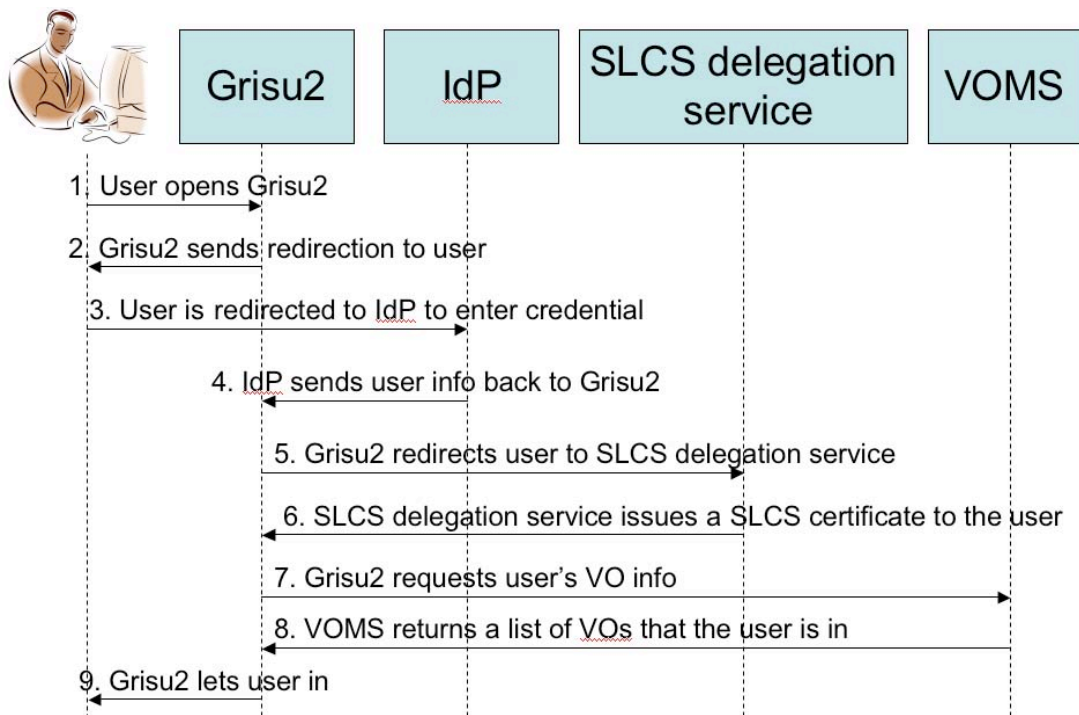 Grisu2
IdP
SLCS delegation
service
VOMS
1. User opens Grisu2
2. Grisu2 sends redirection to user
3. User is redirected to IdP to enter credential
4. IdP sends user info back to Grisu2
5. Grisu2 redirects user to SLCS delegation service
6. SLCS delegation service issues a SLCS certificate to the user
7. Grisu2 requests user’s VO info
8. VOMS returns a list of VOs that the user is in
9. Grisu2 lets user in